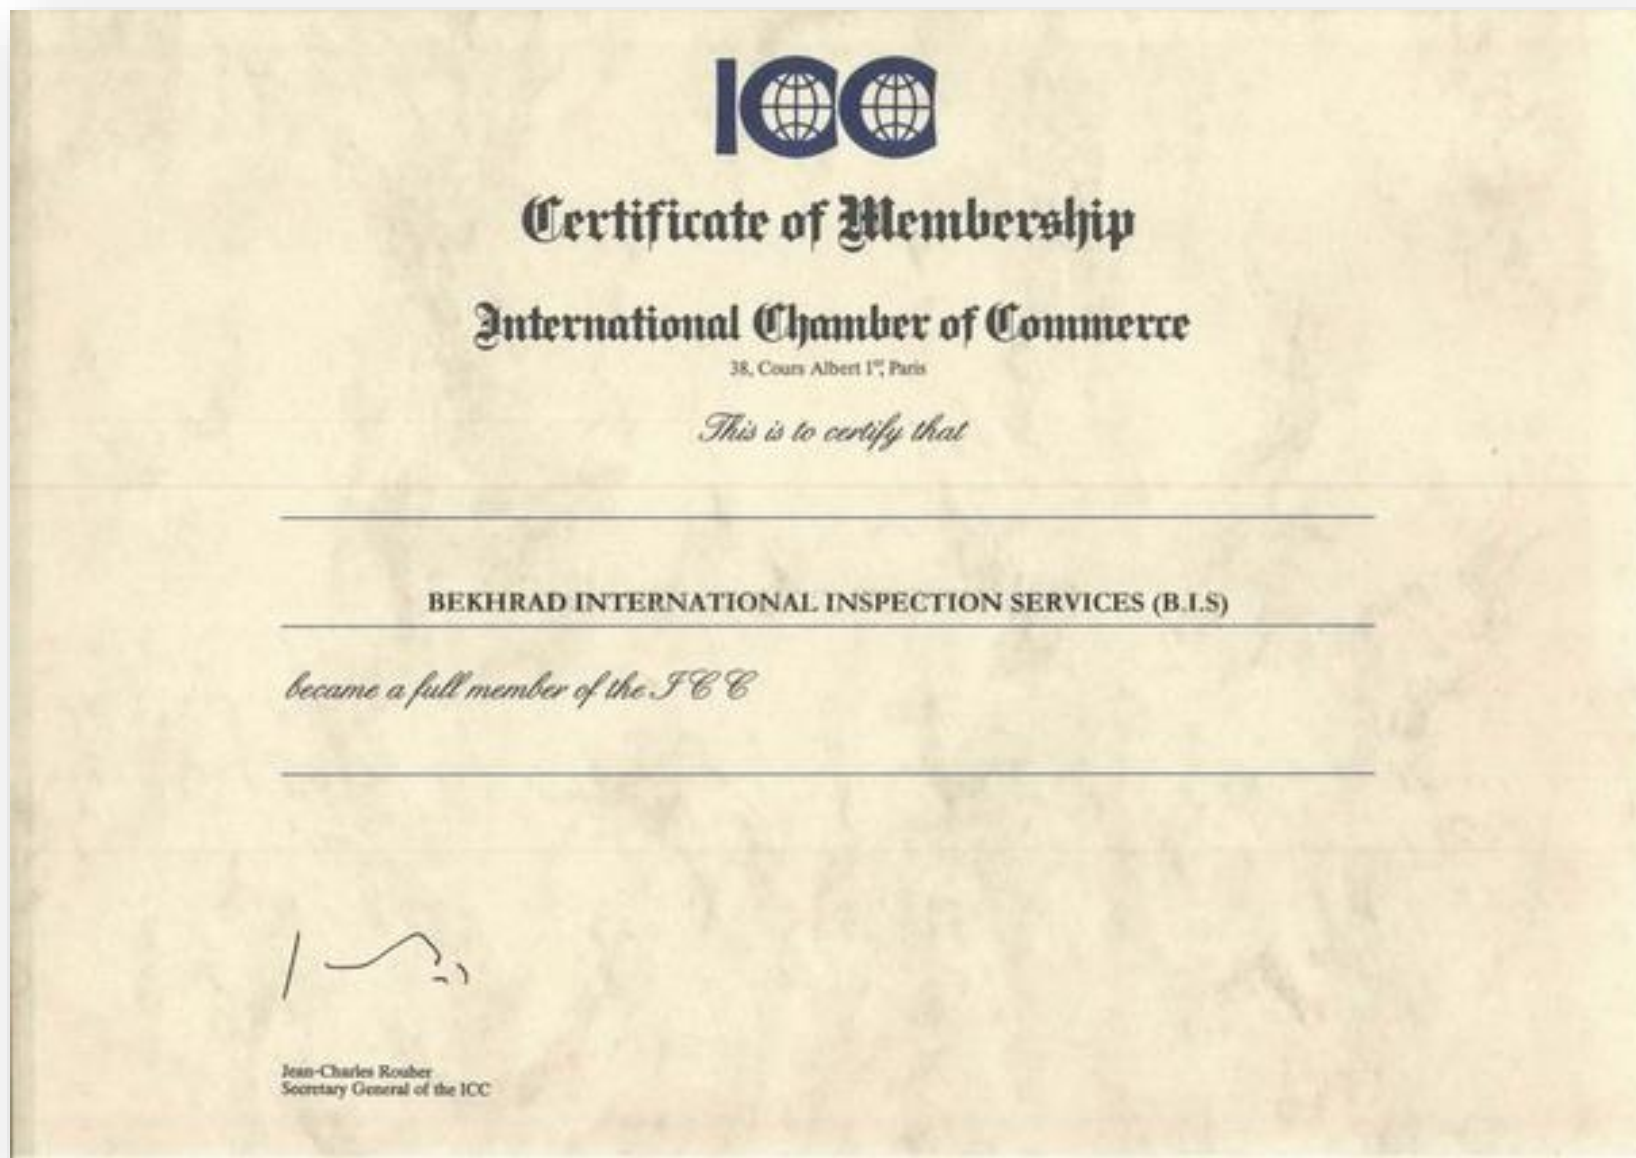 ICC
Certificate of Membership
International Chamber of Commerce
38, Cours Albert 1er, Paris
This is to certify that
BEKHRAD INTERNATIONAL INSPECTION SERVICES (B.I.S)
became a full member of the I C C
Jean-Charles Rouher
Secretary General of the ICC